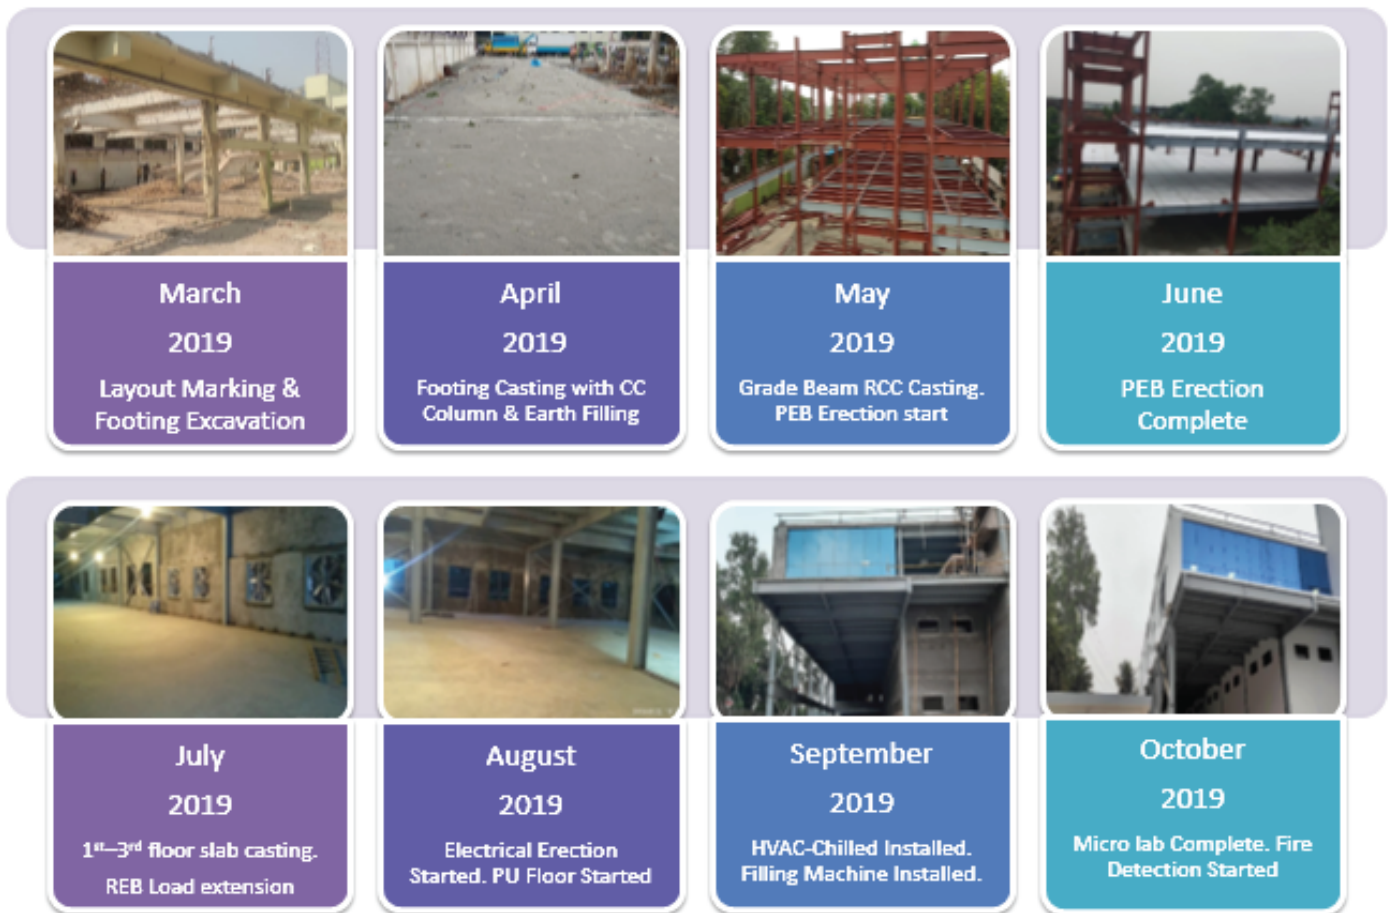 March
2019
Layout Marking &
Footing Excavation
April
2019
Footing Casting with CC
Column & Earth Filling
May
2019
Grade Beam RCC Casting.
PEB Erection start
June
2019
PEB Erection
Complete
July
2019
1st–3rd floor slab casting.
REB Load extension
August
2019
Electrical Erection
Started. PU Floor Started
September
2019
HVAC-Chilled Installed.
Filling Machine Installed.
October
2019
Micro lab Complete. Fire
Detection Started